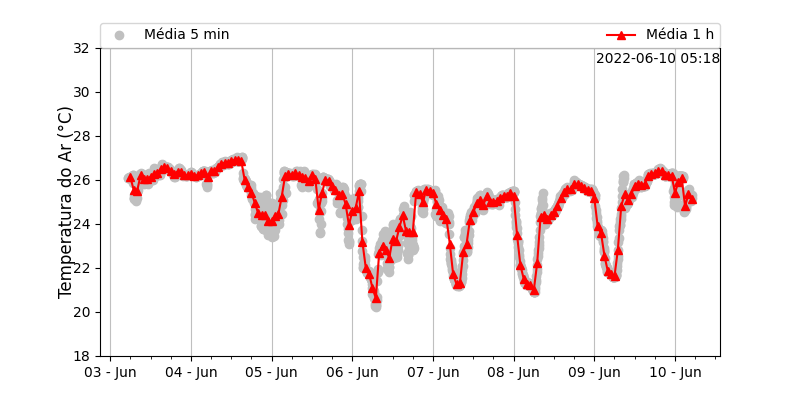 Média 5 min
Média 1 h
2022-06-10 05:18
Temperatura do Ar (°C)
32
30
28
26
24
22
20
18
03 - Jun
04 - Jun
05 - Jun
06 - Jun
07 - Jun
08 - Jun
09 - Jun
10 - Jun